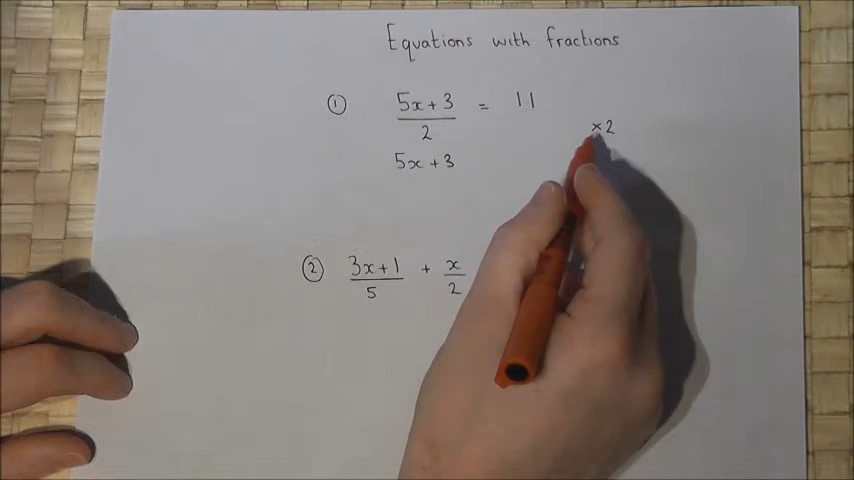 Equations with fractions
① 5x + 3 / 2 = 11
×2
5x + 3
② 3x + 1 / 5 + x / 2